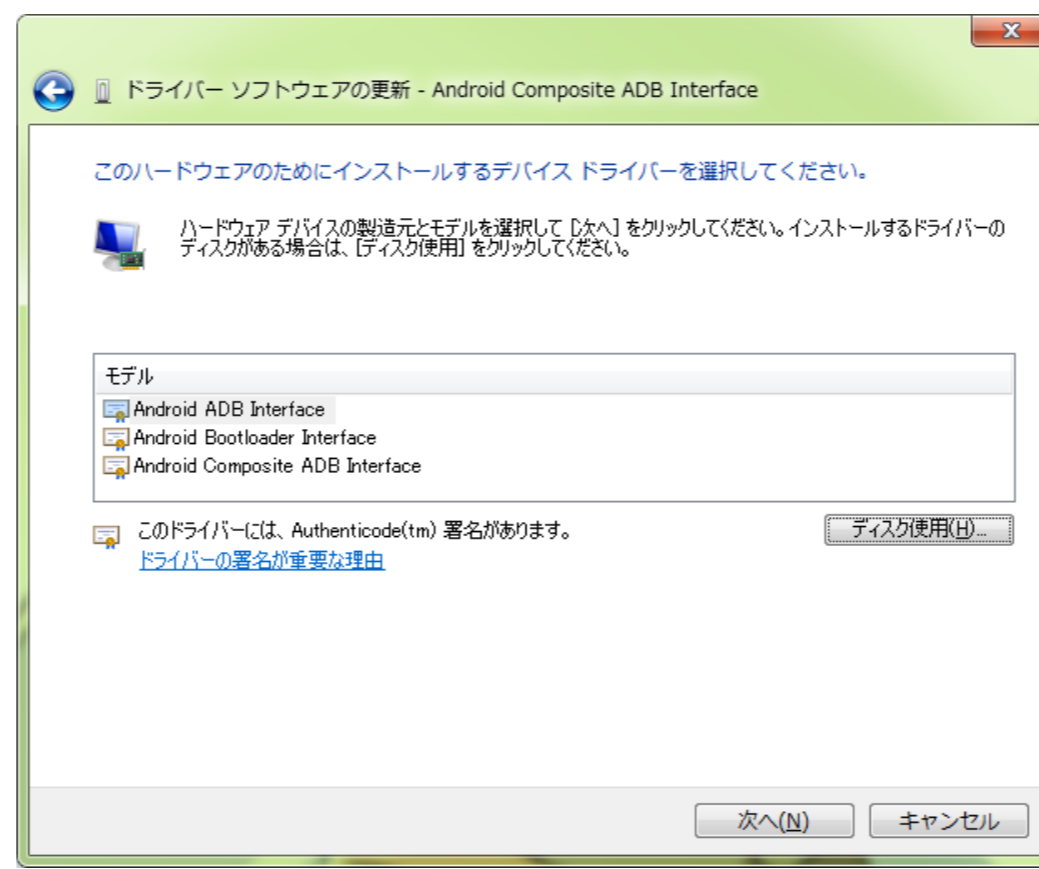 x
ドライバー ソフトウェアの更新 - Android Composite ADB Interface
このハードウェアのためにインストールするデバイス ドライバーを選択してください。
ハードウェア デバイスの製造元とモデルを選択して [次へ] をクリックしてください。インストールするドライバーの
ディスクがある場合は、[ディスク使用] をクリックしてください。
モデル
Android ADB Interface
Android Bootloader Interface
Android Composite ADB Interface
このドライバーには、Authenticode(tm) 署名があります。
ディスク使用(H)...
ドライバーの署名が重要な理由
次へ(N)
キャンセル